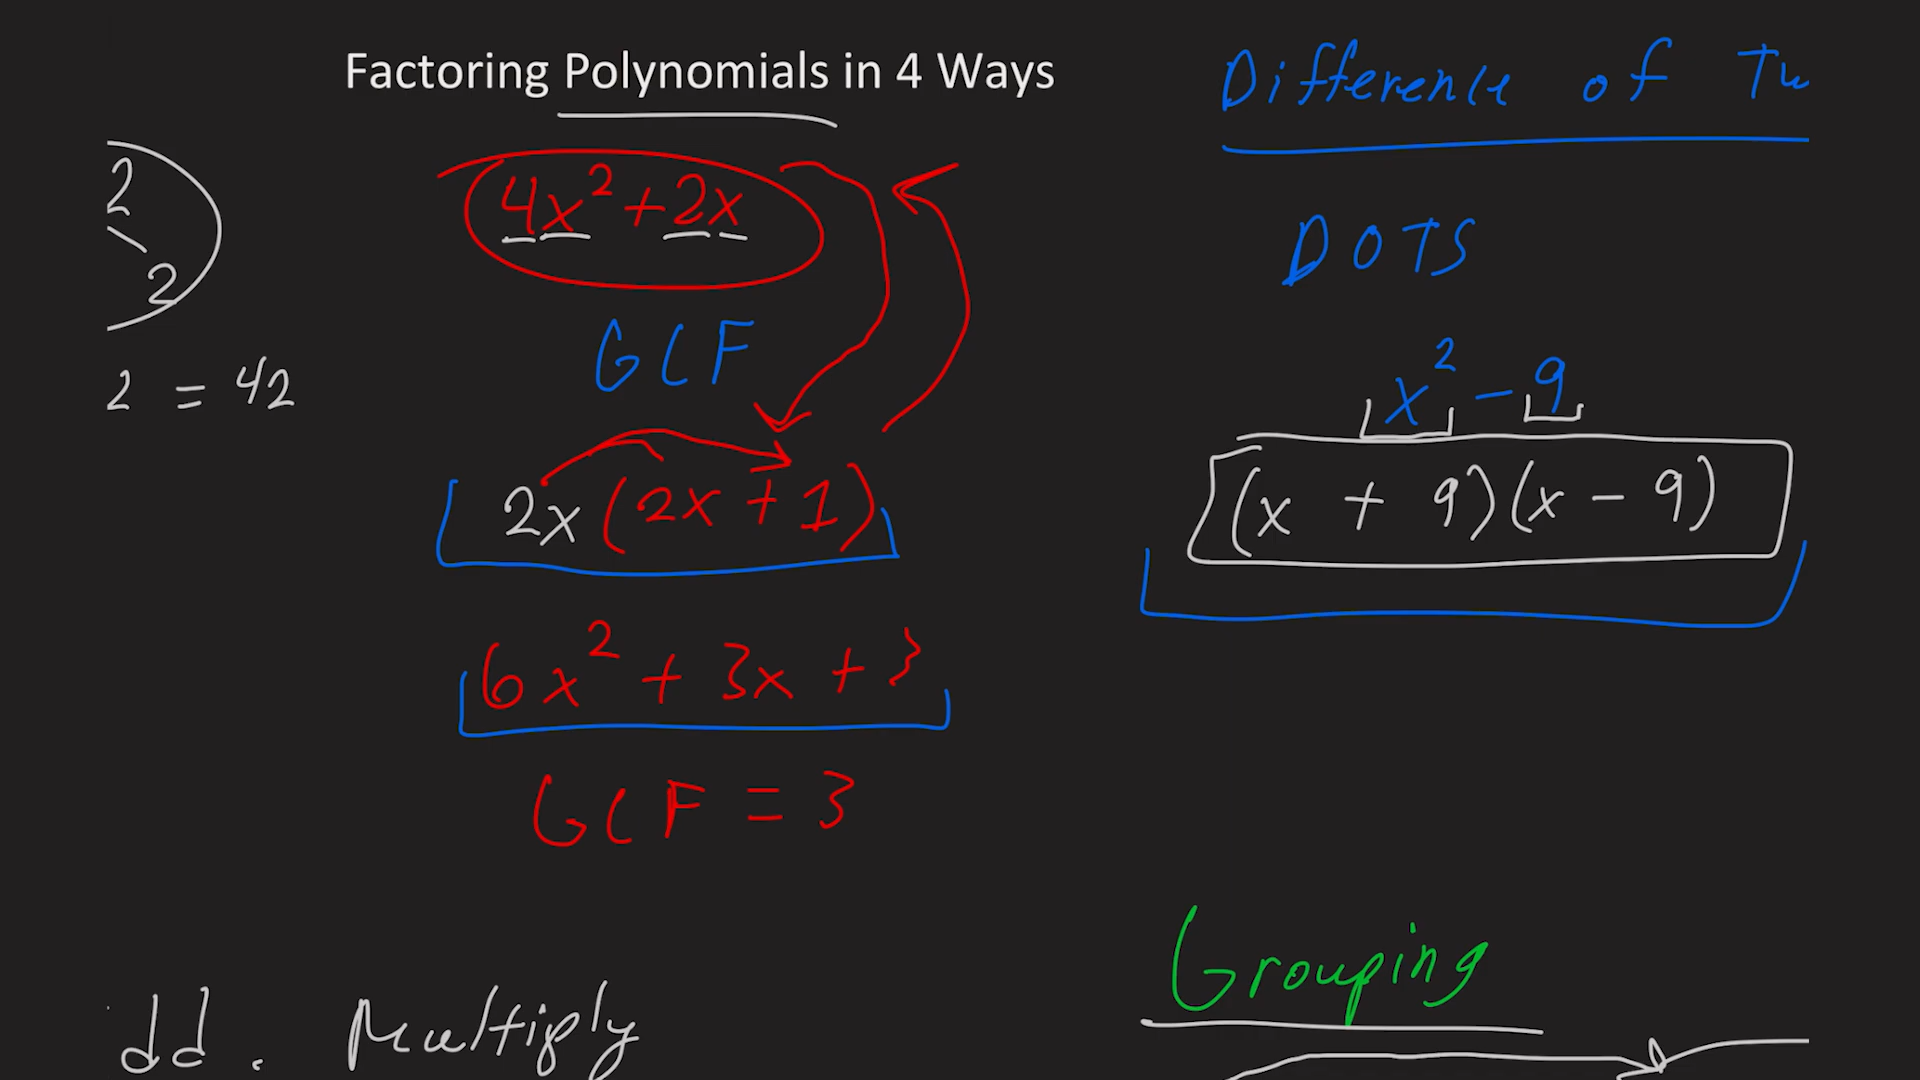 Factoring Polynomials in 4 Ways
2
2
2 = 42
4x² + 2x
GCF
2x(2x + 1)
6x² + 3x + 3
GCF = 3
Difference of Tw
DOTS
x² - 9
(x + 9)(x - 9)
dd. Multiply
Grouping